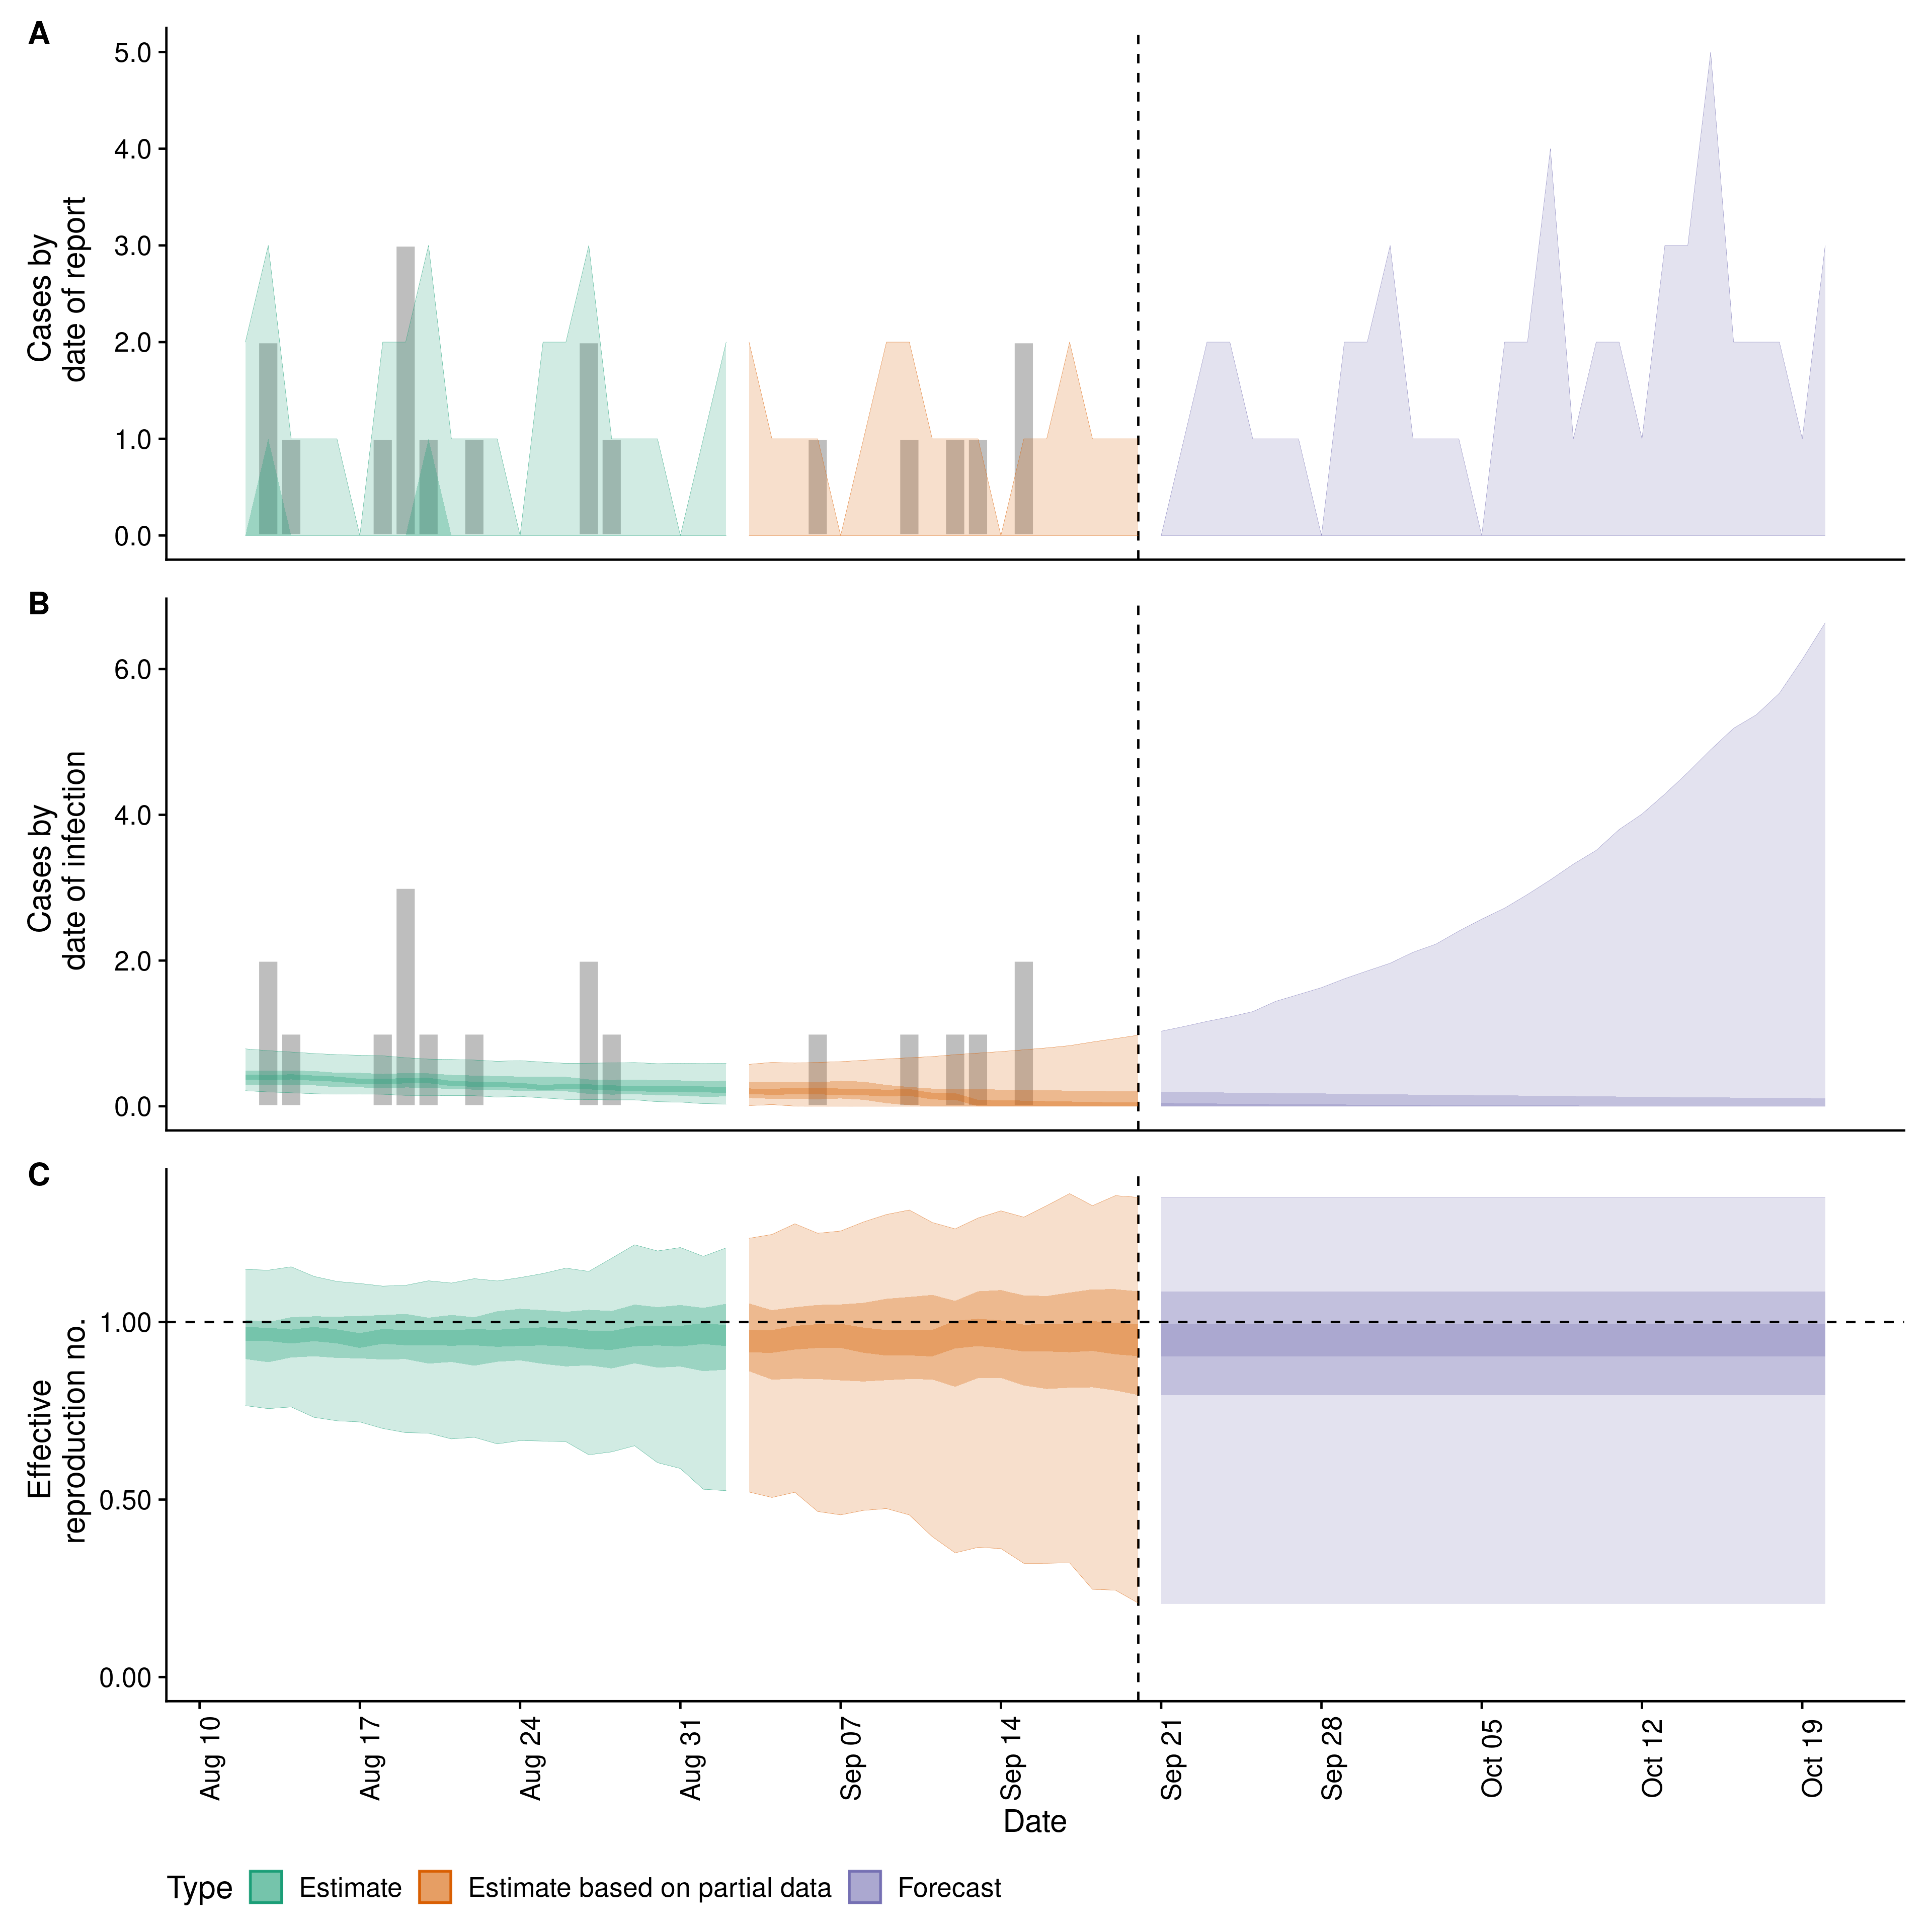 A
5.0
4.0
3.0
2.0
1.0
0.0
Cases by
date of report
B
6.0
4.0
2.0
0.0
Cases by
date of infection
C
1.00
0.50
0.00
Effective
reproduction no.
Aug 10
Aug 17
Aug 24
Aug 31
Sep 07
Sep 14
Sep 21
Sep 28
Oct 05
Oct 12
Oct 19
Date
Type Estimate Estimate based on partial data Forecast